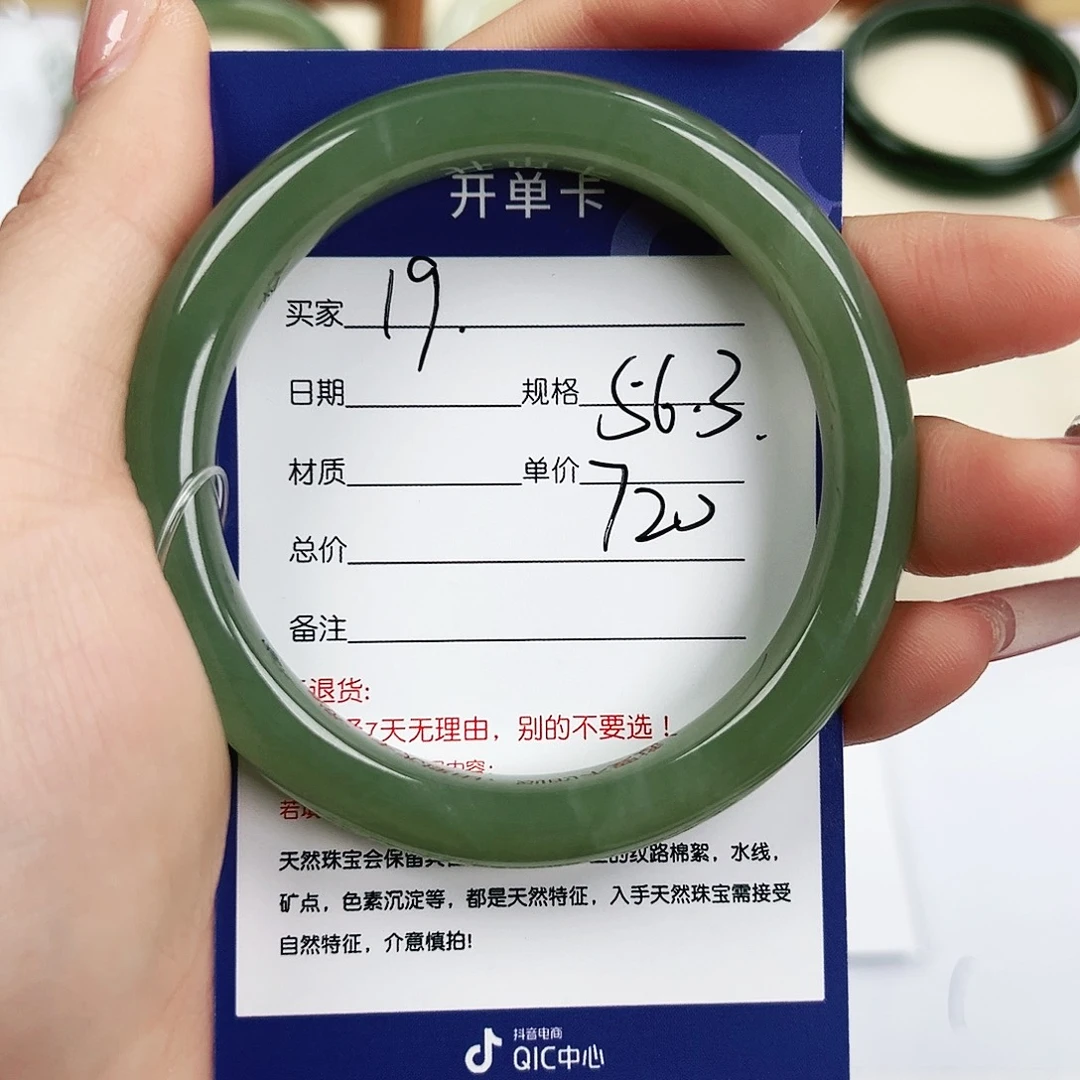 开单卡
买家 19.
日期 规格 56.3.
材质 单价 720
总价
备注
退货:
7天无理由，别的不要选！
内容:
若
天然珠宝会保留其 的纹路棉絮，水线，
矿点，色素沉淀等，都是天然特征，入手天然珠宝需接受
自然特征，介意慎拍!
抖音电商
QIC中心